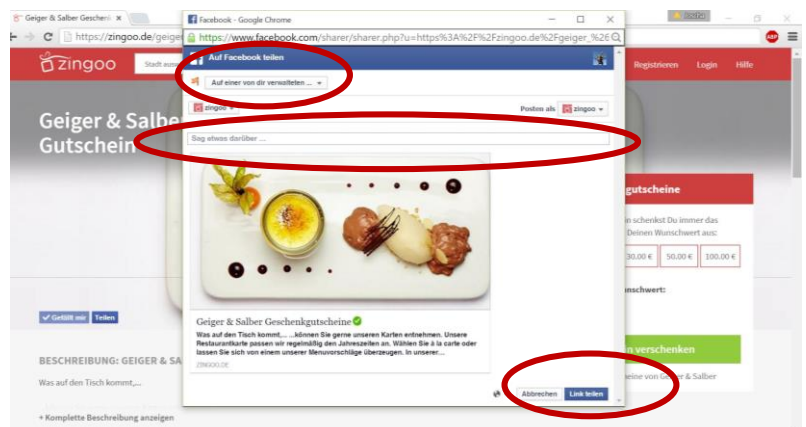 Geiger & Salber Gescheni
Facebook - Google Chrome
https://zingoo.de/geiger
https://www.facebook.com/sharer/sharer.php?u=https%3A%2F%2Fzingoo.de%2Fgeiger_%26
ABP
zingoo
Stadt
Registrieren Login Hilfe
Auf Facebook teilen
Auf einer von dir verwalteten ...
zingoo
Posten als zingoo
Sag etwas darüber ...
Geiger & Salbe
Gutschein
gutscheine
n schenkst Du immer das
Deinen Wunschwert aus:
30.00 € 50.00 € 100.00 €
unschwert:
Gefällt mir Teilen
Geiger & Salber Geschenkgutscheine
Was auf den Tisch kommt,... ...können Sie gerne unseren Karten entnehmen. Unsere
Restaurantkarte passen wir regelmäßig den Jahreszeiten an. Wählen Sie à la carte oder
lassen Sie sich von einem unserer Menuvorschläge überzeugen. In unserer...
ZINGOO.DE
n verschenken
BESCHREIBUNG: GEIGER & SA
Was auf den Tisch kommt,...
eine von Geiger & Salber
Abbrechen Link teilen
+ Komplette Beschreibung anzeigen